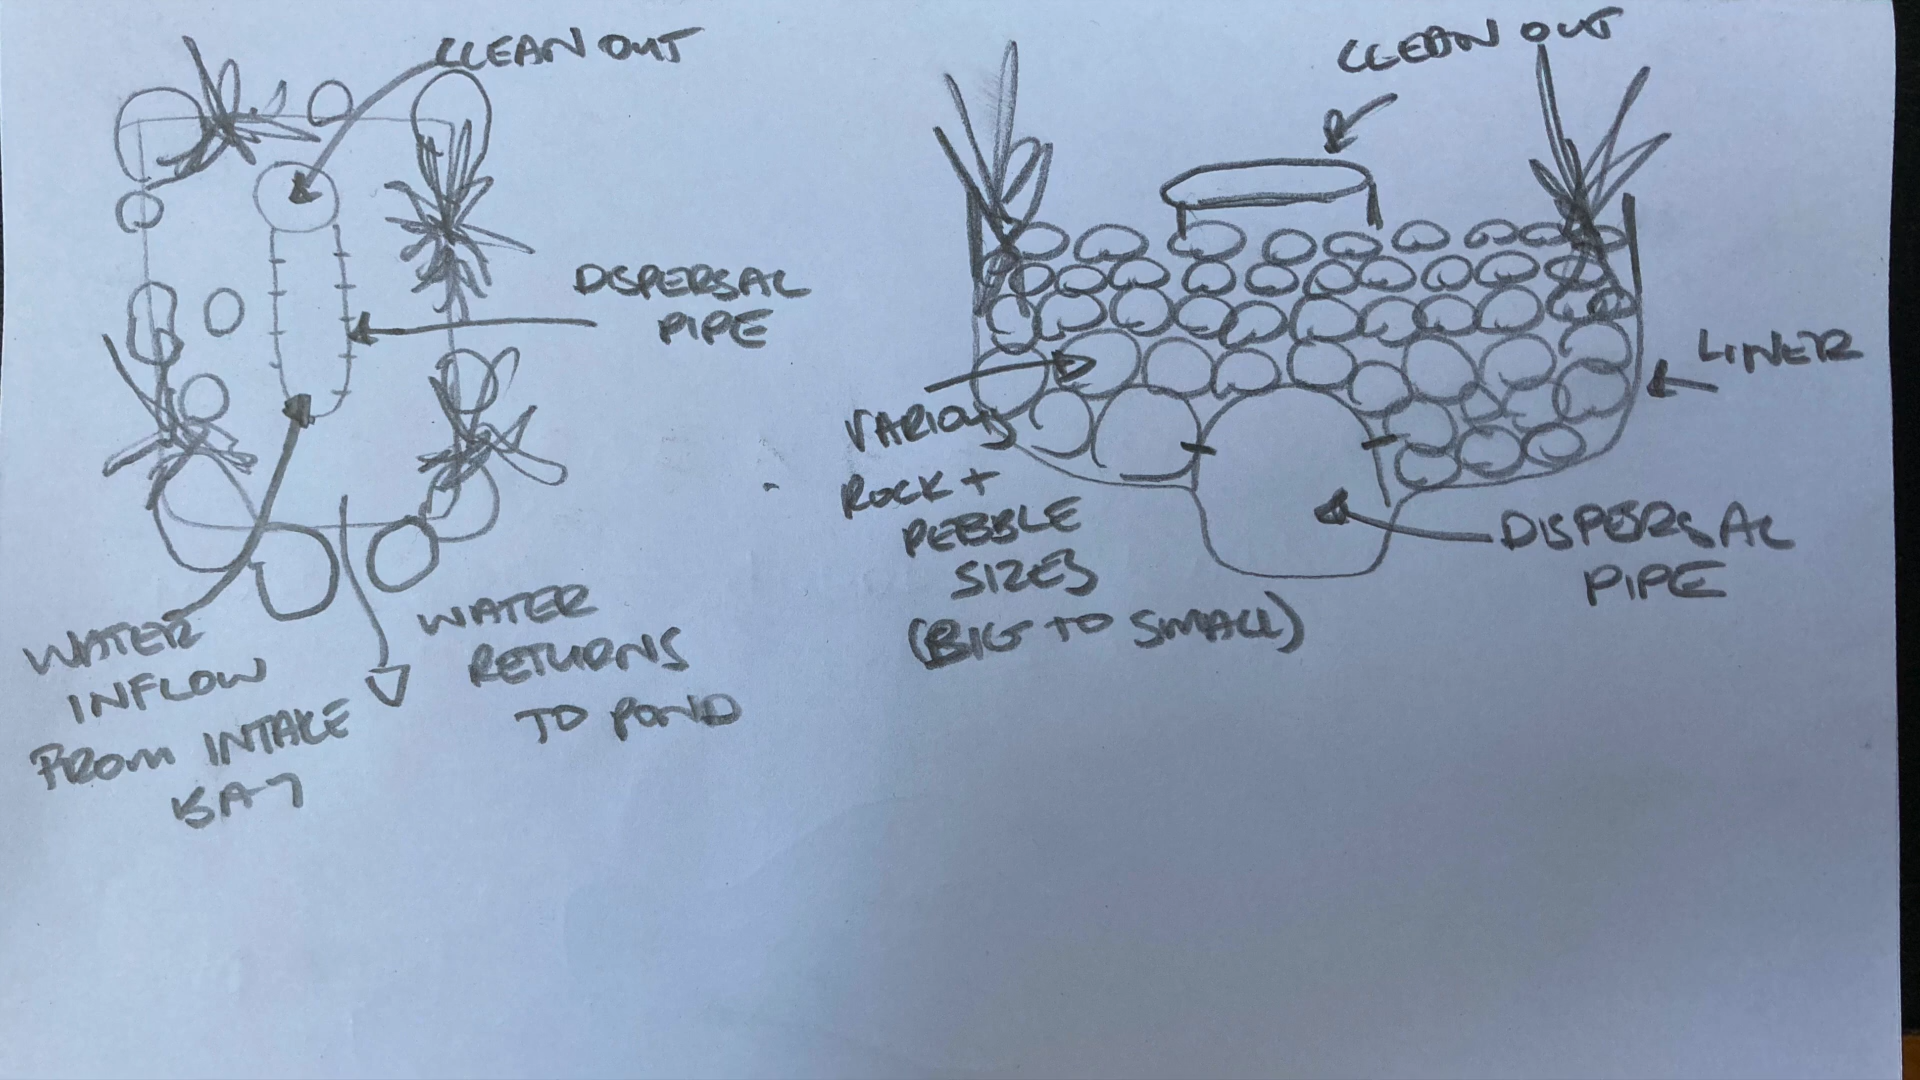 CLEAN OUT
DISPERSAL
PIPE
WATER
INFLOW
FROM INTAKE
BAY
WATER
RETURNS
TO POND
CLEAN OUT
LINER
VARIOUS
ROCK +
PEBBLE
SIZES
(BIG TO SMALL)
DISPERSAL
PIPE